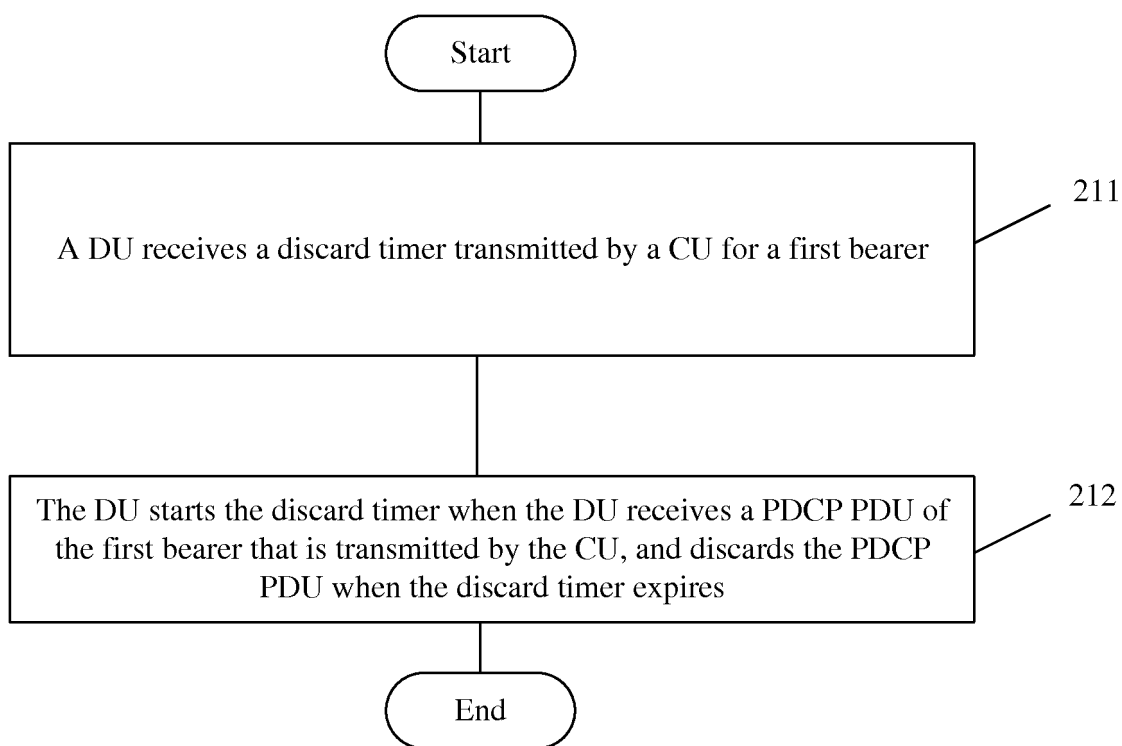 Start
A DU receives a discard timer transmitted by a CU for a first bearer
211
The DU starts the discard timer when the DU receives a PDCP PDU of
the first bearer that is transmitted by the CU, and discards the PDCP
PDU when the discard timer expires
212
End